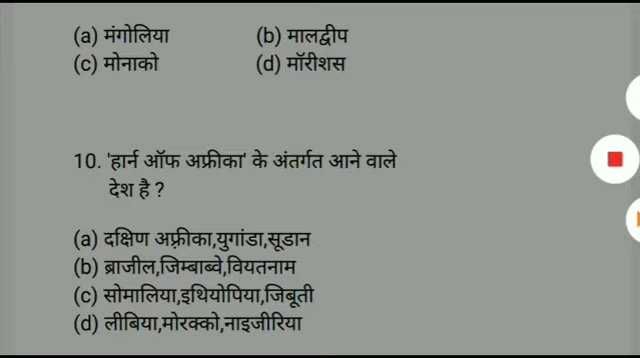 (a) मंगोलिया (b) मालद्वीप
(c) मोनाको (d) मॉरीशस
10. 'हार्न ऑफ अफ्रीका' के अंतर्गत आने वाले
देश है ?
(a) दक्षिण अफ़्रीका,युगांडा,सूडान
(b) ब्राजील,जिम्बाब्वे,वियतनाम
(c) सोमालिया,इथियोपिया,जिबूती
(d) लीबिया,मोरक्को,नाइजीरिया